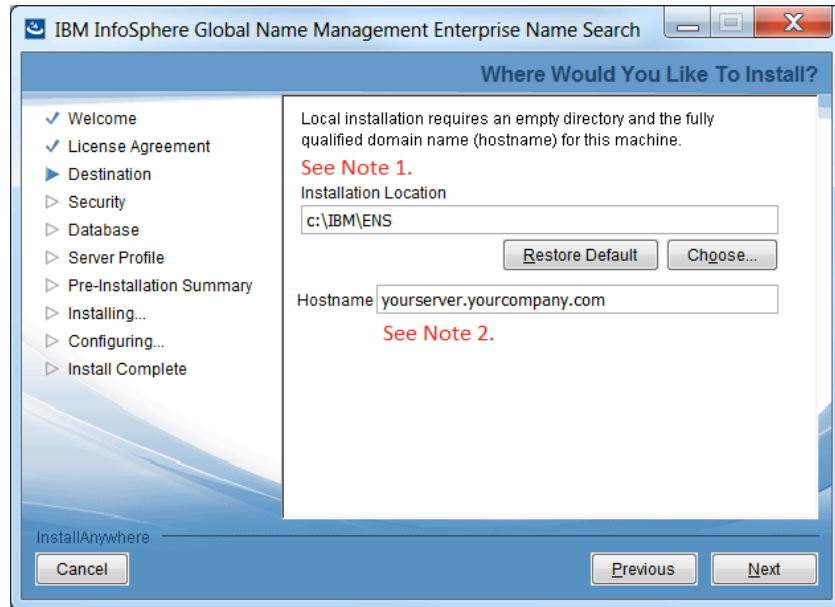 IBM InfoSphere Global Name Management Enterprise Name Search
Where Would You Like To Install?
Welcome
License Agreement
Destination
Security
Database
Server Profile
Pre-Installation Summary
Installing...
Configuring...
Install Complete
Local installation requires an empty directory and the fully
qualified domain name (hostname) for this machine.
See Note 1.
Installation Location
c:\IBM\ENS
Restore Default
Choose...
Hostname yourserver.yourcompany.com
See Note 2.
InstallAnywhere
Cancel
Previous
Next